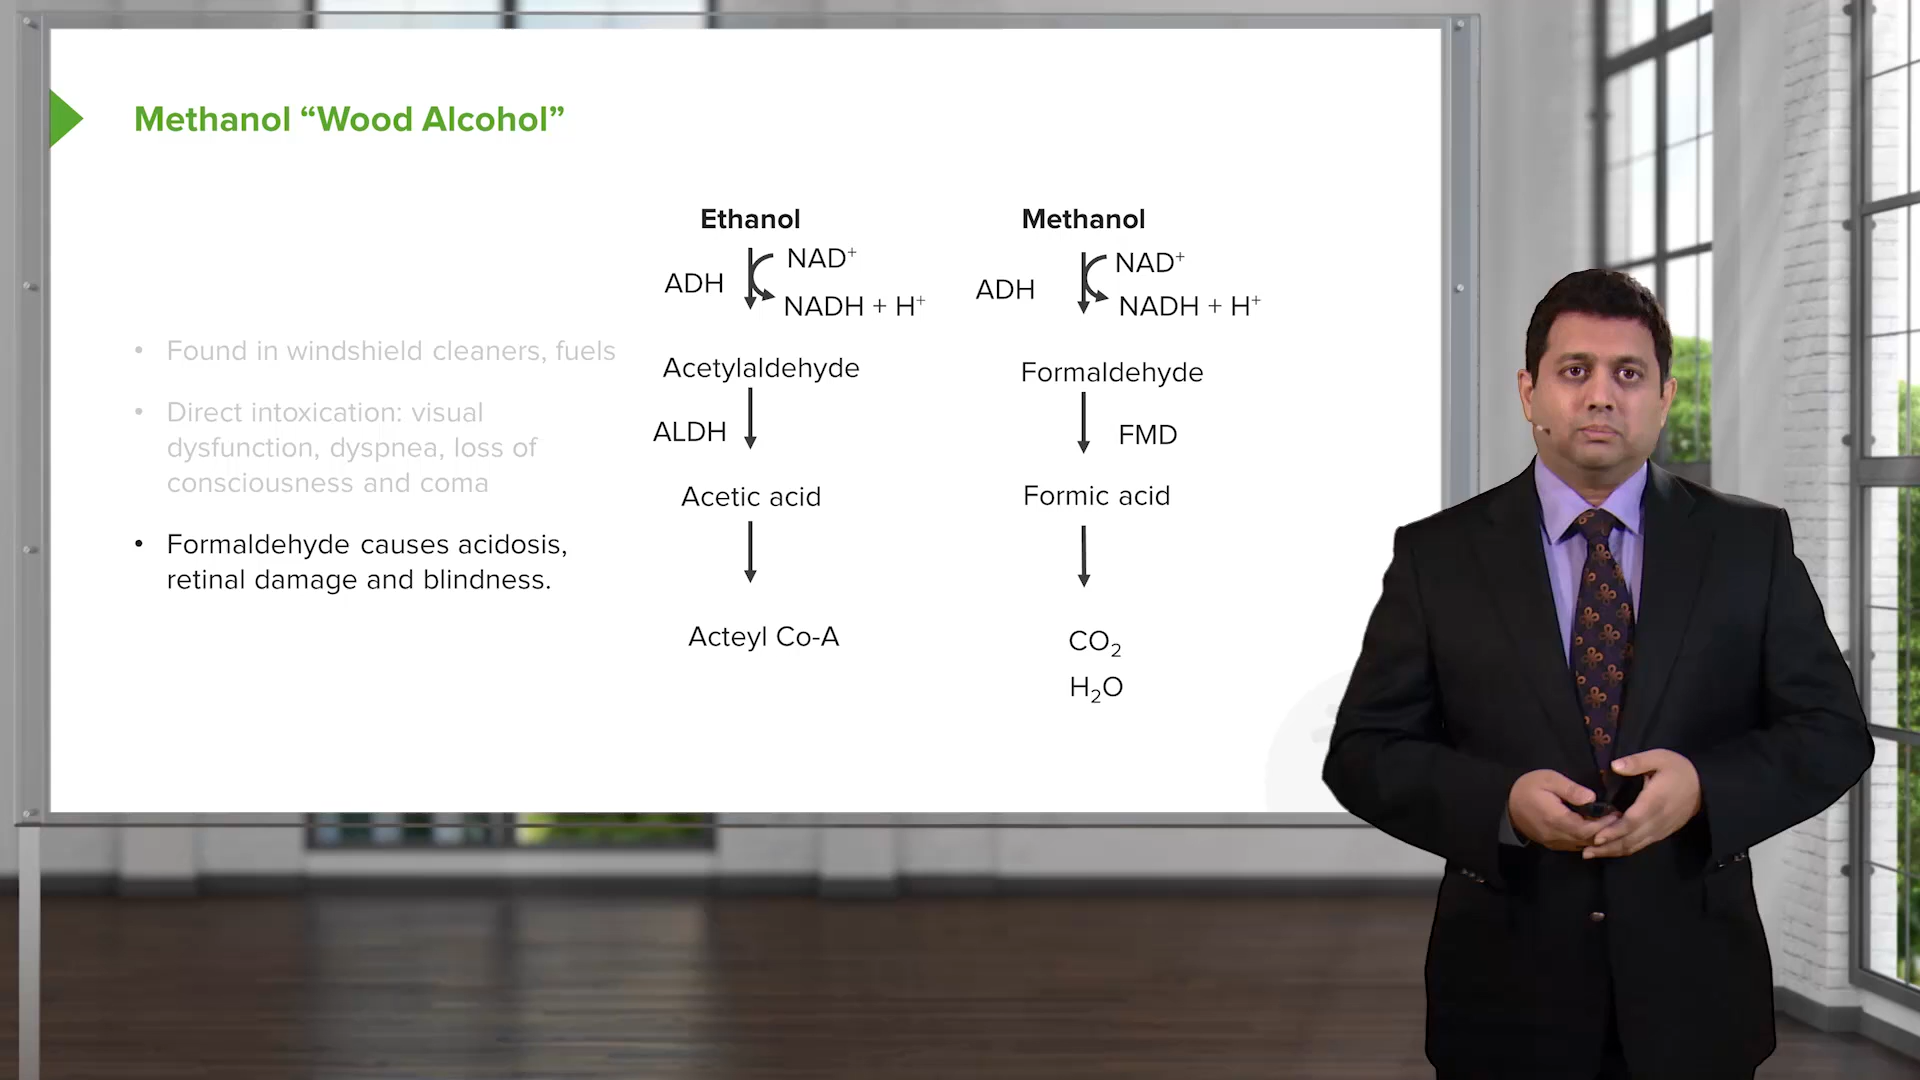 Methanol “Wood Alcohol”
• Found in windshield cleaners, fuels
• Direct intoxication: visual
dysfunction, dyspnea, loss of
consciousness and coma
• Formaldehyde causes acidosis,
retinal damage and blindness.
Ethanol
NAD⁺
ADH
NADH + H⁺
Acetylaldehyde
ALDH
Acetic acid
Acteyl Co-A
Methanol
NAD⁺
ADH
NADH + H⁺
Formaldehyde
FMD
Formic acid
CO₂
H₂O